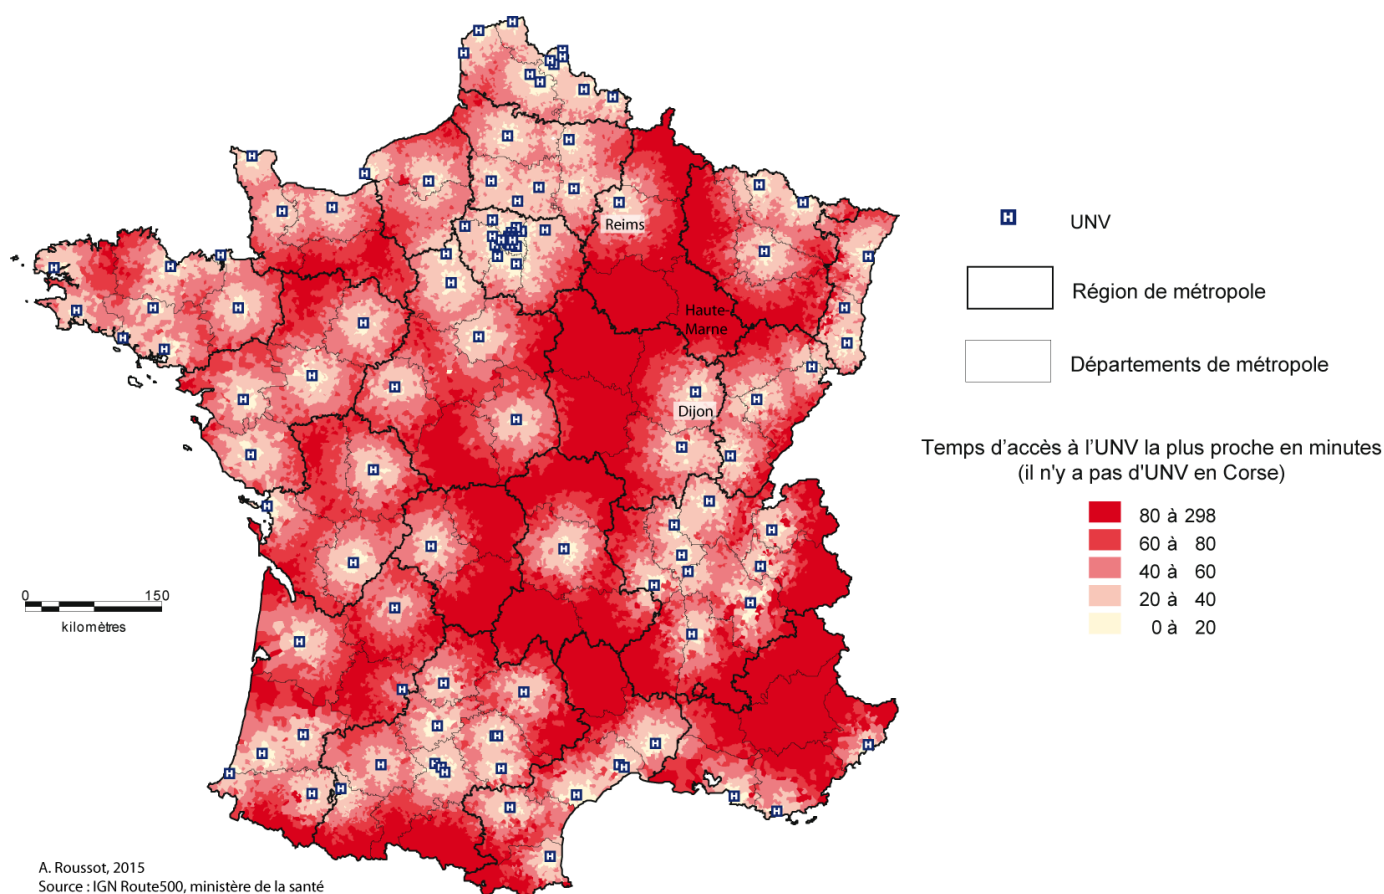 Reims
Haute-
Marne
Dijon
0
150
kilomètres
A. Roussot, 2015
Source : IGN Route500, ministère de la santé
H UNV
Région de métropole
Départements de métropole
Temps d'accès à l'UNV la plus proche en minutes
(il n'y a pas d'UNV en Corse)
80 à 298
60 à 80
40 à 60
20 à 40
0 à 20